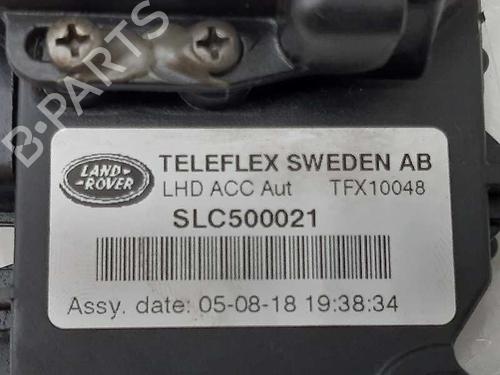 B-PARTS
LAND-
ROVER
TELEFLEX SWEDEN AB
LHD ACC Aut TFX10048
SLC500021
Assy. date: 05-08-18 19:38:34